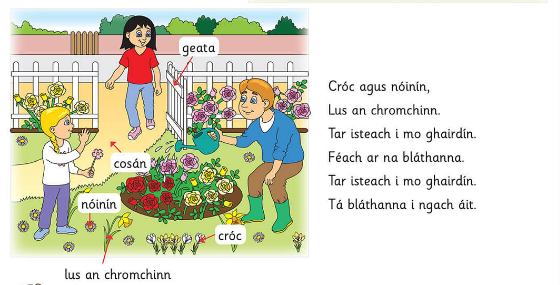 geata
cosán
nóinín
cróc
lus an chromchinn
Cróc agus nóinín,
Lus an chromchinn.
Tar isteach i mo ghairdín.
Féach ar na bláthanna.
Tar isteach i mo ghairdín.
Tá bláthanna i ngach áit.